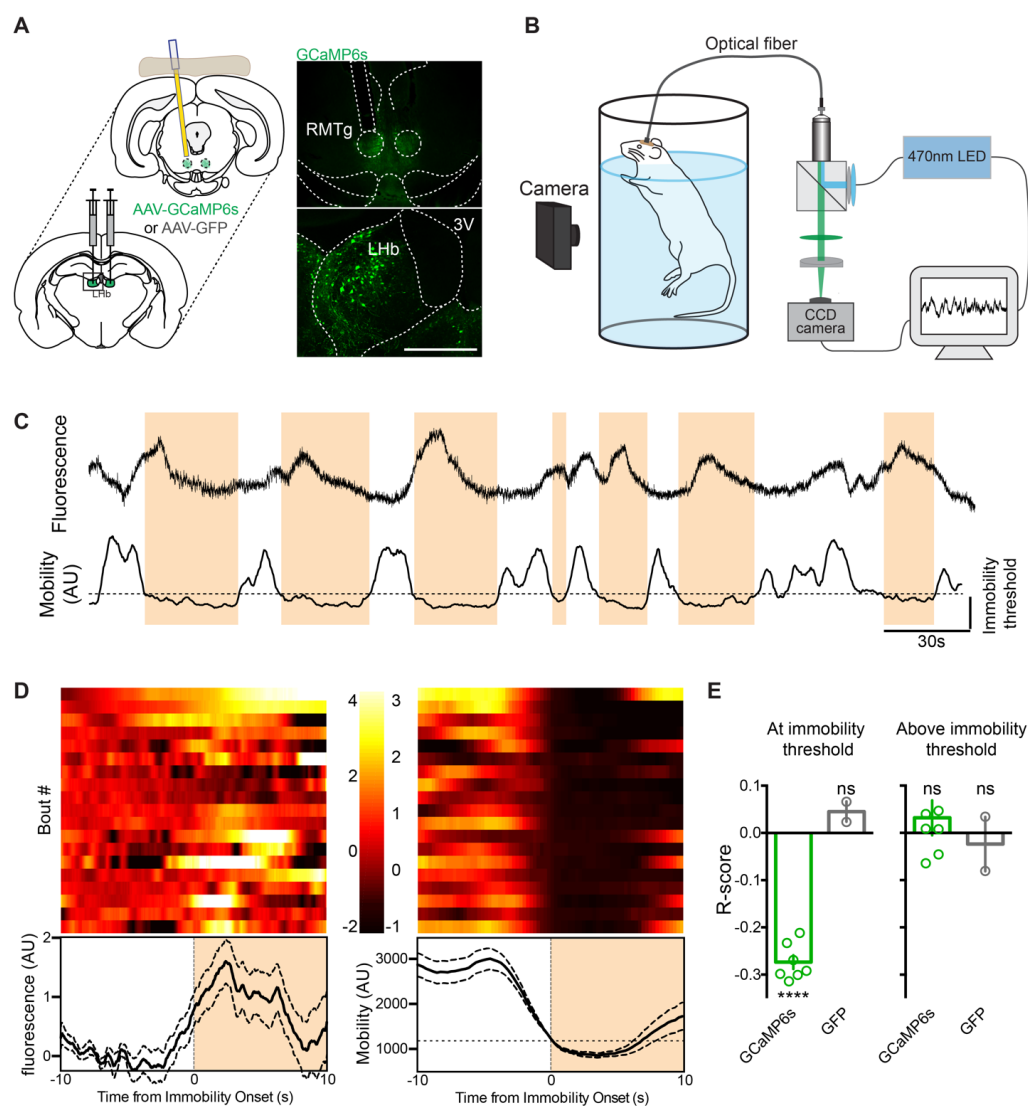 A
GCaMP6s
RMTg
3V
LHb
AAV-GCaMP6s
or AAV-GFP
LHb
B
Optical fiber
Camera
470nm LED
CCD
camera
C
Fluorescence
Mobility
(AU)
Immobility
threshold
30s
D
Bout #
4
3
2
0
-2
3
2
1
0
-1
fluorescence (AU)
2
1
0
-10
0
10
Time from Immobility Onset (s)
Mobility (AU)
3000
2000
1000
-10
0
10
Time from Immobility Onset (s)
E
At immobility
threshold
Above immobility
threshold
R-score
0.1
0.0
-0.1
-0.2
-0.3
ns
ns
ns
****
GCaMP6s
GFP
GCaMP6s
GFP